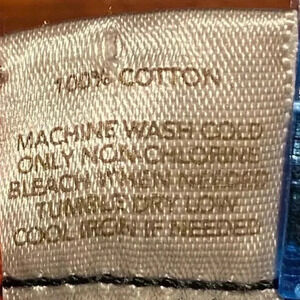 100% COTTON
MACHINE WASH COLD
ONLY NON-CHLORINE
BLEACH WHEN NEEDED
TUMBLE DRY LOW
COOL IRON IF NEEDED